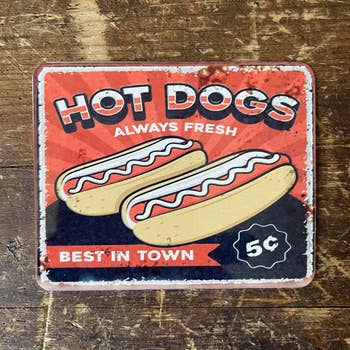 HOT DOGS
ALWAYS FRESH
BEST IN TOWN
5¢